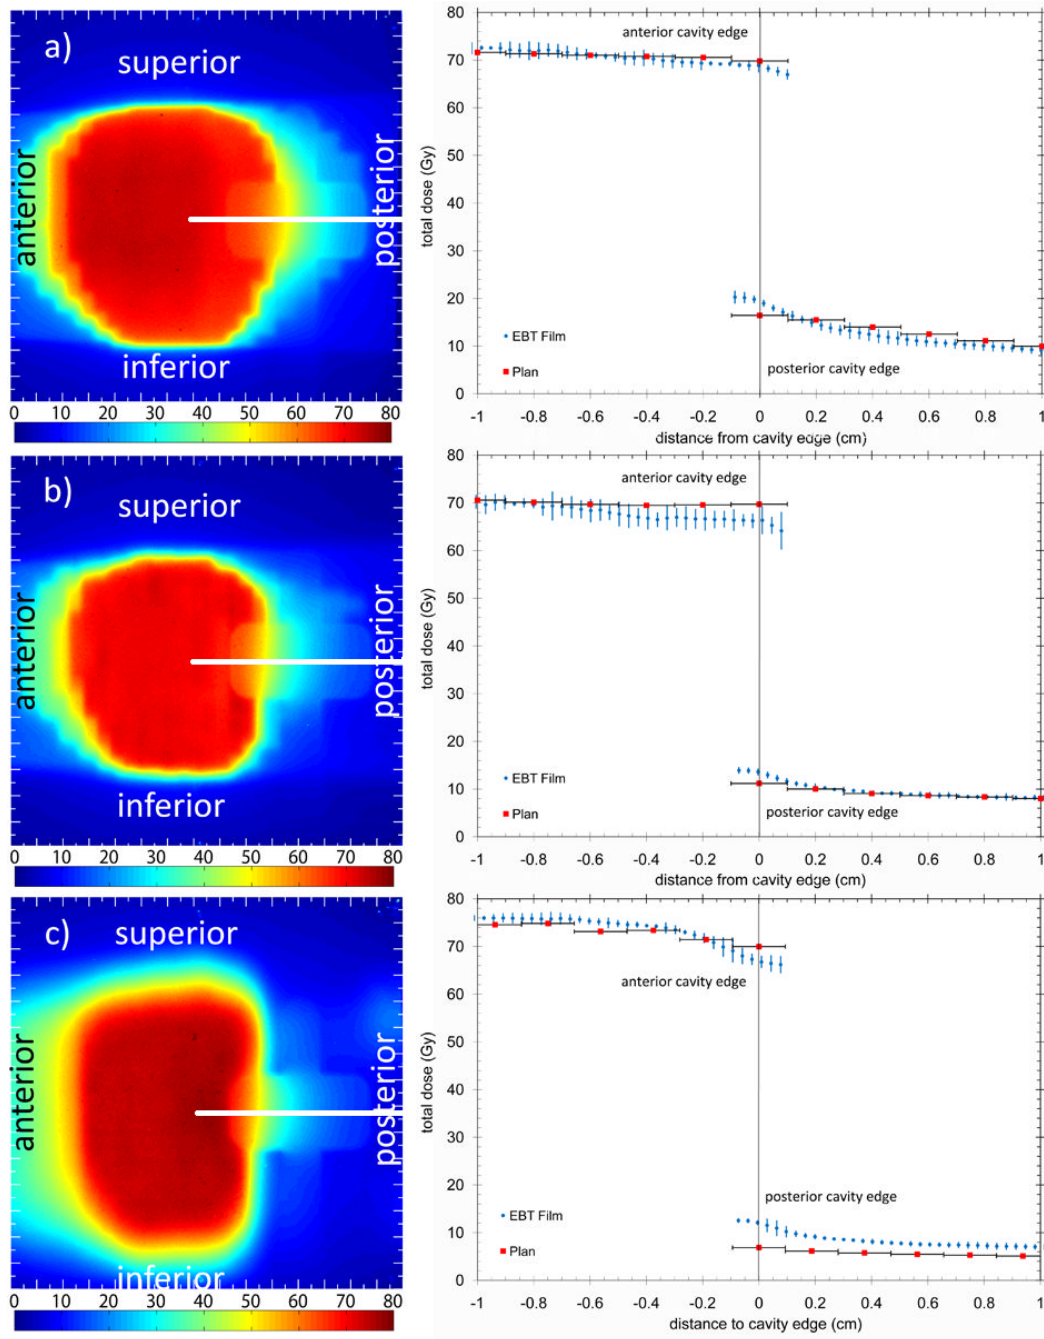 a)
superior
anterior
posterior
inferior
0 10 20 30 40 50 60 70 80
80
70
60
50
40
30
20
10
0
total dose (Gy)
anterior cavity edge
EBT Film
Plan
posterior cavity edge
-1 -0.8 -0.6 -0.4 -0.2 0 0.2 0.4 0.6 0.8 1
distance from cavity edge (cm)
b)
superior
anterior
posterior
inferior
0 10 20 30 40 50 60 70 80
80
70
60
50
40
30
20
10
0
total dose (Gy)
anterior cavity edge
EBT Film
Plan
posterior cavity edge
-1 -0.8 -0.6 -0.4 -0.2 0 0.2 0.4 0.6 0.8 1
distance from cavity edge (cm)
c)
superior
anterior
posterior
inferior
0 10 20 30 40 50 60 70 80
80
70
60
50
40
30
20
10
0
total dose (Gy)
anterior cavity edge
posterior cavity edge
EBT Film
Plan
-1 -0.8 -0.6 -0.4 -0.2 0 0.2 0.4 0.6 0.8 1
distance to cavity edge (cm)